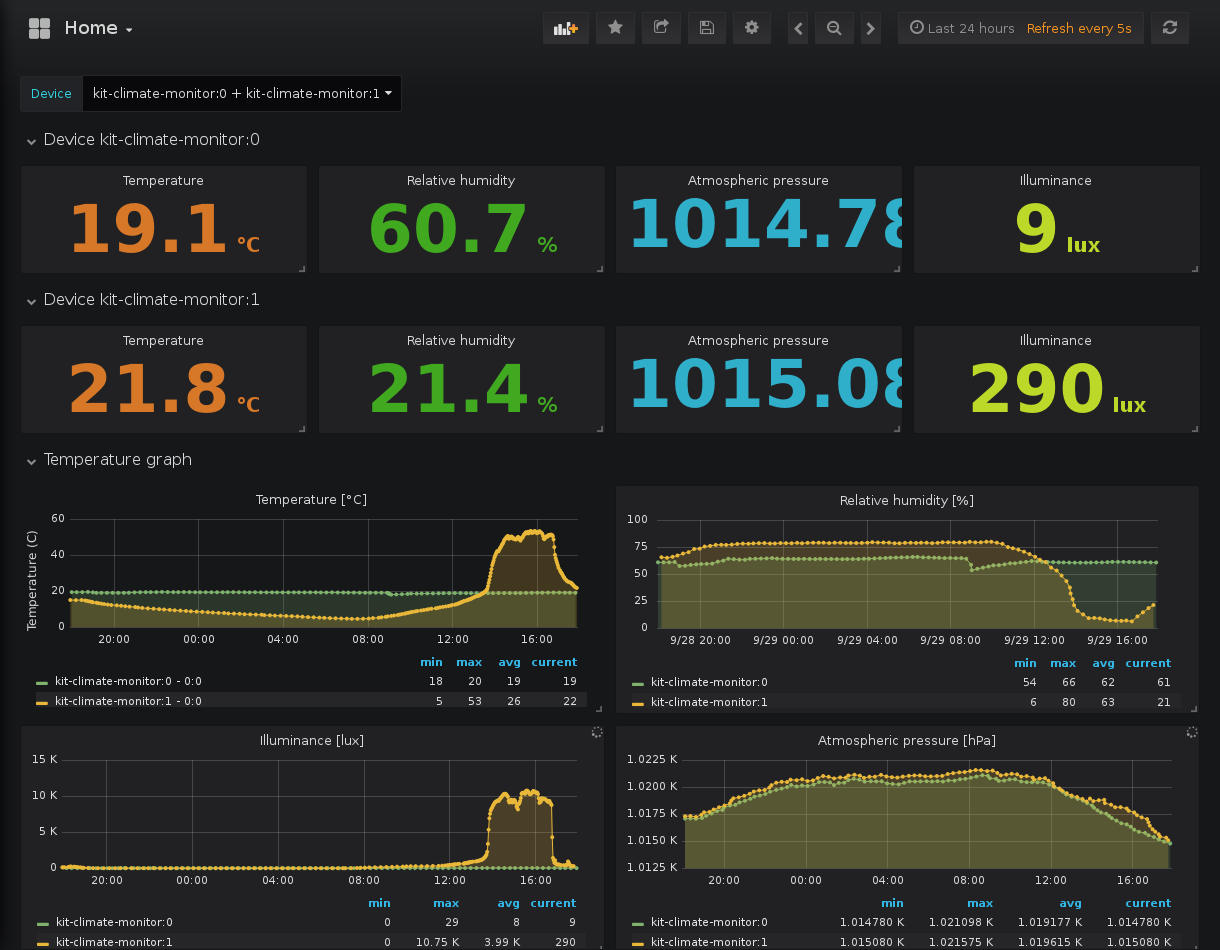 Home
Last 24 hours Refresh every 5s
Device kit-climate-monitor:0 + kit-climate-monitor:1
Device kit-climate-monitor:0
Temperature
19.1 °C
Relative humidity
60.7 %
Atmospheric pressure
1014.78
Illuminance
9 lux
Device kit-climate-monitor:1
Temperature
21.8 °C
Relative humidity
21.4 %
Atmospheric pressure
1015.08
Illuminance
290 lux
Temperature graph
Temperature [°C]
Temperature (C)
60
40
20
0
20:00 00:00 04:00 08:00 12:00 16:00
min max avg current
kit-climate-monitor:0 - 0:0 18 20 19 19
kit-climate-monitor:1 - 0:0 5 53 26 22
Relative humidity [%]
100
75
50
25
0
9/28 20:00 9/29 00:00 9/29 04:00 9/29 08:00 9/29 12:00 9/29 16:00
min max avg current
kit-climate-monitor:0 54 66 62 61
kit-climate-monitor:1 6 80 63 21
Illuminance [lux]
15 K
10 K
5 K
0
20:00 00:00 04:00 08:00 12:00 16:00
min max avg current
kit-climate-monitor:0 0 29 8 9
kit-climate-monitor:1 0 10.75 K 3.99 K 290
Atmospheric pressure [hPa]
1.0225 K
1.0200 K
1.0175 K
1.0150 K
1.0125 K
20:00 00:00 04:00 08:00 12:00 16:00
min max avg current
kit-climate-monitor:0 1.014780 K 1.021098 K 1.019177 K 1.014780 K
kit-climate-monitor:1 1.015080 K 1.021575 K 1.019615 K 1.015080 K